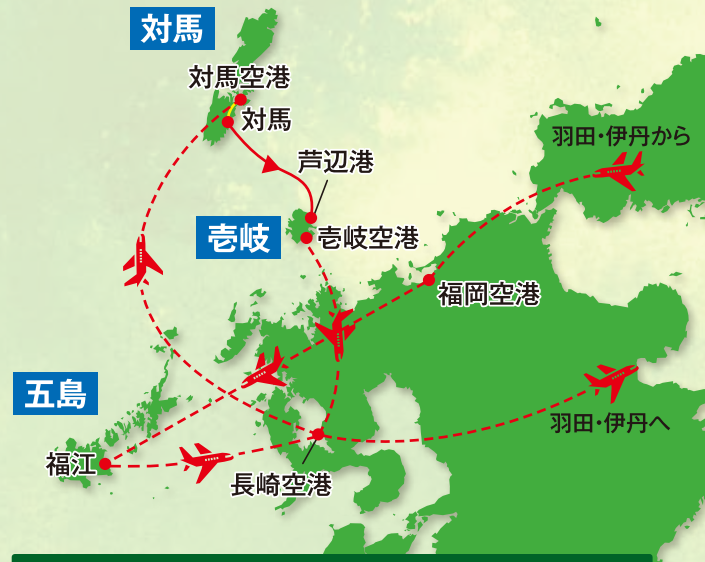 対馬
対馬空港
対馬
芦辺港
羽田・伊丹から
壱岐
壱岐空港
福岡空港
五島
羽田・伊丹へ
福江
長崎空港